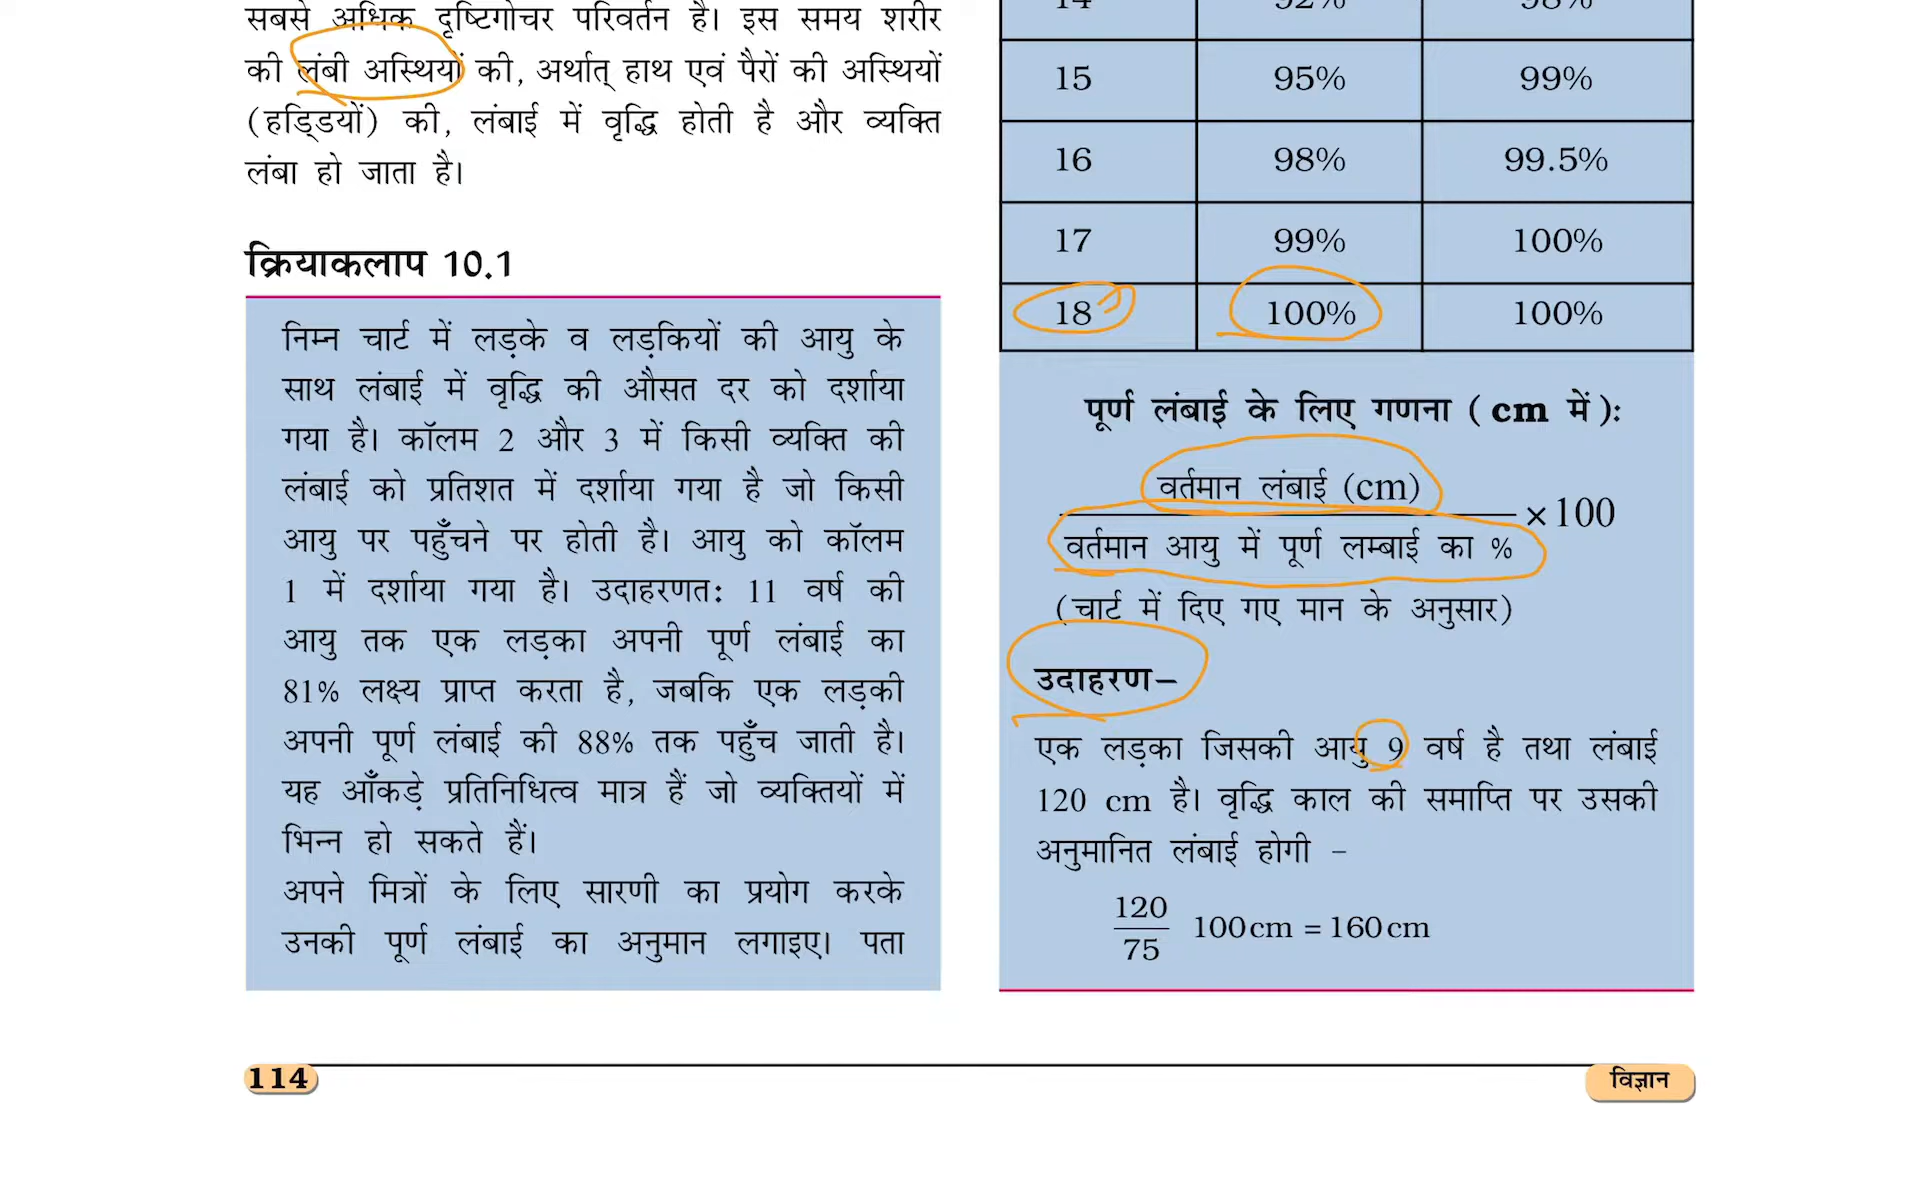 सबसे अधिक दृष्टिगोचर परिवर्तन है। इस समय शरीर
की लंबी अस्थियों की, अर्थात् हाथ एवं पैरों की अस्थियों
(हड्डियों) की, लंबाई में वृद्धि होती है और व्यक्ति
लंबा हो जाता है।
क्रियाकलाप 10.1
निम्न चार्ट में लड़के व लड़कियों की आयु के
साथ लंबाई में वृद्धि की औसत दर को दर्शाया
गया है। कॉलम 2 और 3 में किसी व्यक्ति की
लंबाई को प्रतिशत में दर्शाया गया है जो किसी
आयु पर पहुँचने पर होती है। आयु को कॉलम
1 में दर्शाया गया है। उदाहरणत: 11 वर्ष की
आयु तक एक लड़का अपनी पूर्ण लंबाई का
81% लक्ष्य प्राप्त करता है, जबकि एक लड़की
अपनी पूर्ण लंबाई की 88% तक पहुँच जाती है।
यह आँकड़े प्रतिनिधित्व मात्र हैं जो व्यक्तियों में
भिन्न हो सकते हैं।
अपने मित्रों के लिए सारणी का प्रयोग करके
उनकी पूर्ण लंबाई का अनुमान लगाइए। पता
14 92% 98%
15 95% 99%
16 98% 99.5%
17 99% 100%
18 100% 100%
पूर्ण लंबाई के लिए गणना (cm में):
वर्तमान लंबाई (cm)
×100
वर्तमान आयु में पूर्ण लम्बाई का %
(चार्ट में दिए गए मान के अनुसार)
उदाहरण–
एक लड़का जिसकी आयु 9 वर्ष है तथा लंबाई
120 cm है। वृद्धि काल की समाप्ति पर उसकी
अनुमानित लंबाई होगी -
120
75
100 cm = 160 cm
114
विज्ञान